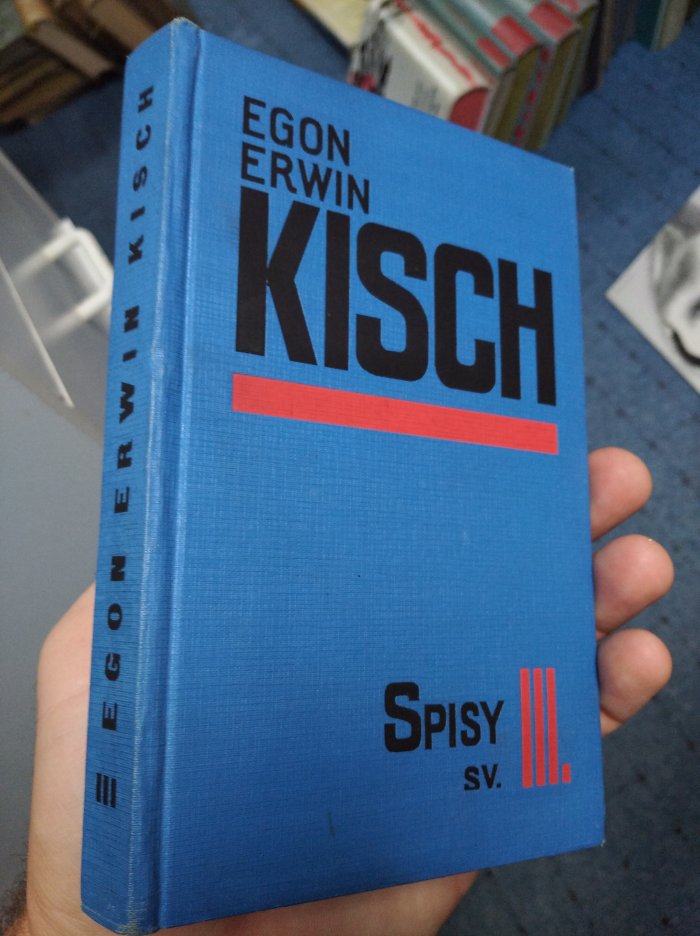 EGON
ERWIN
KISCH
SPISY
SV. III.
III EGON ERWIN KISCH